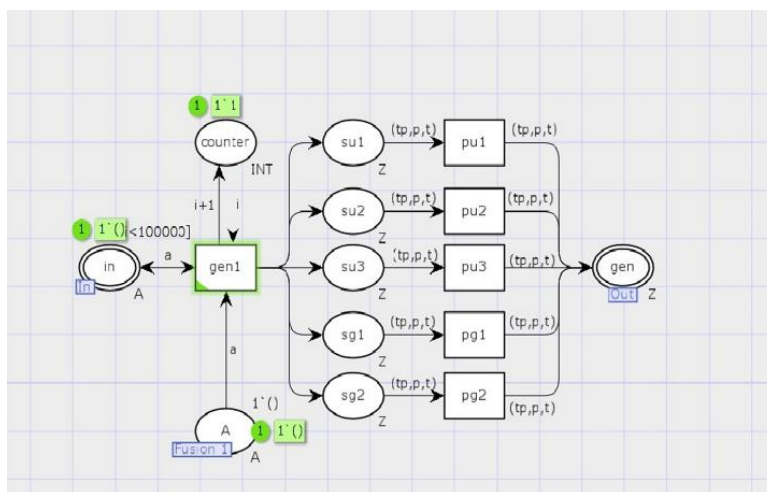 1 1`1
counter
INT
i+1 i
1 1`() i<100000]
in
In
A
a
gen1
a
1`()
A
1 1`()
Fusion 1
A
su1
Z
(tp,p,t)
pu1
(tp,p,t)
su2
Z
(tp,p,t)
pu2
(tp,p,t)
su3
Z
(tp,p,t)
pu3
(tp,p,t)
sg1
Z
(tp,p,t)
pg1
(tp,p,t)
sg2
Z
(tp,p,t)
pg2
(tp,p,t)
gen
Out
Z